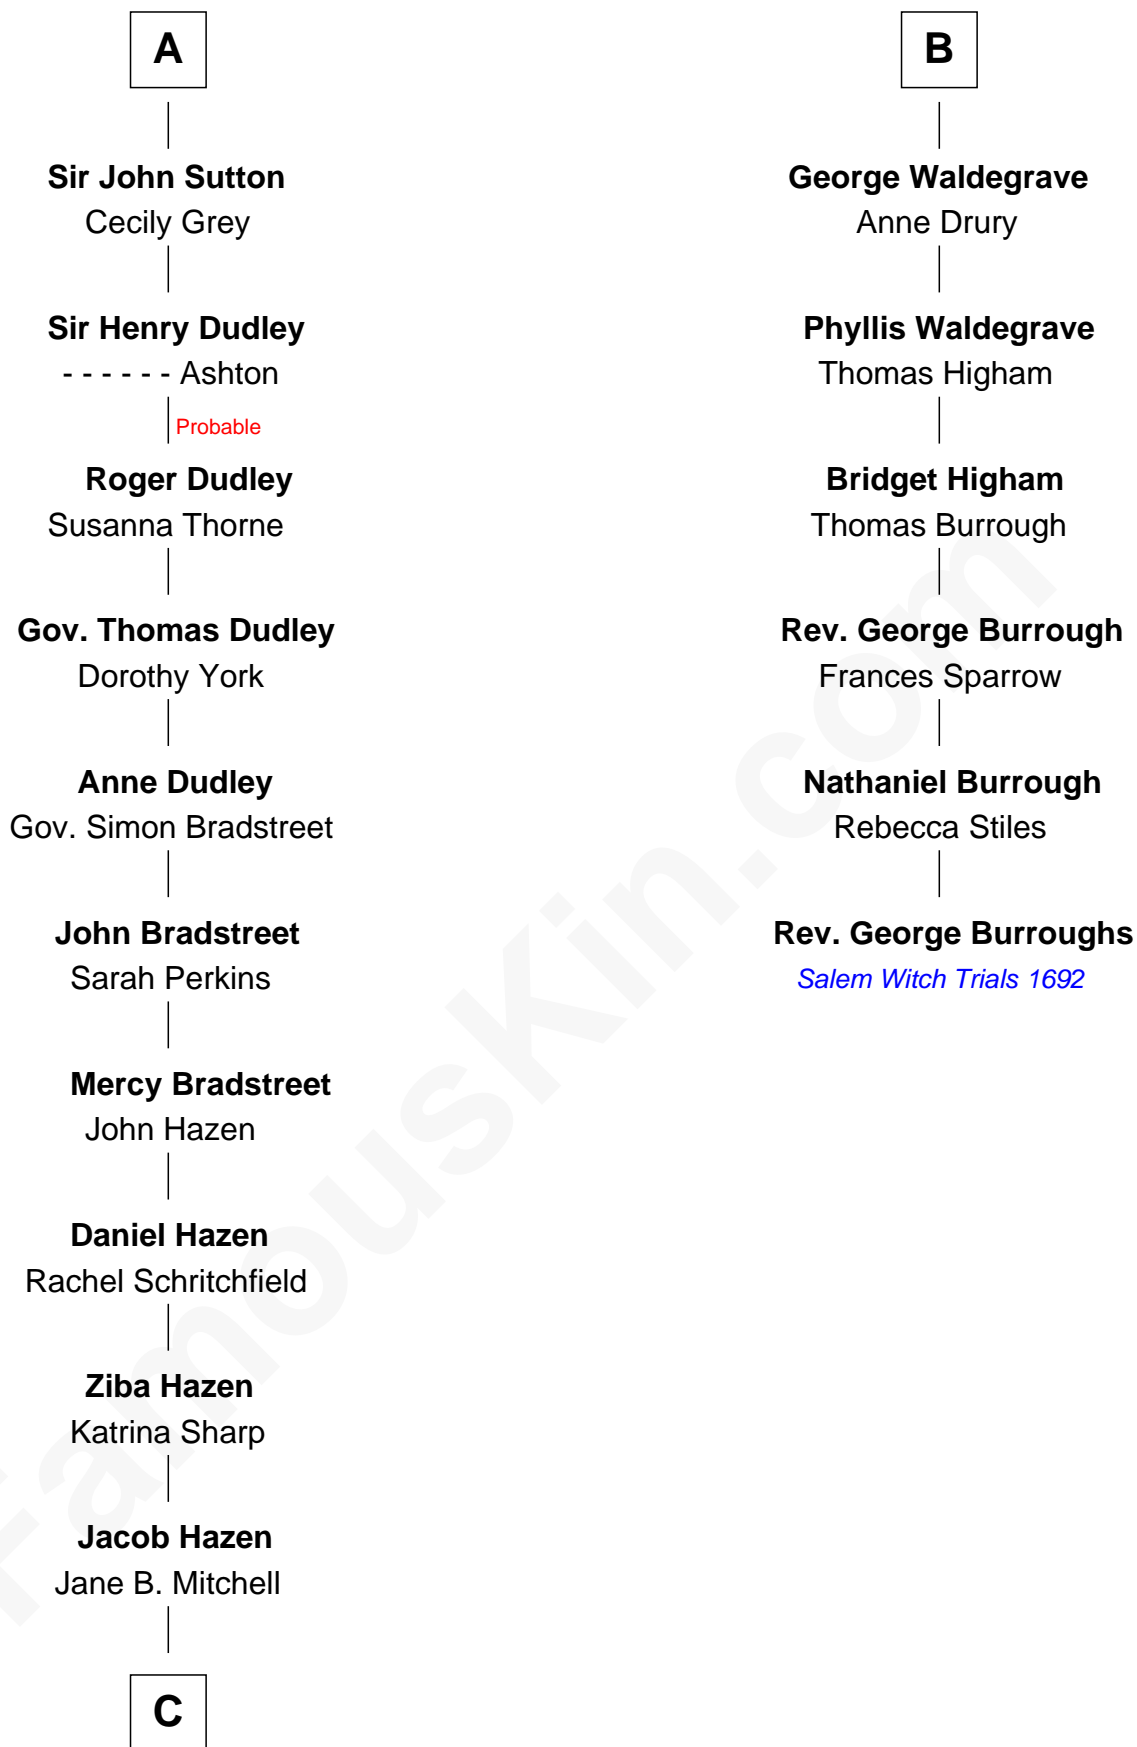 A
Sir John Sutton
Cecily Grey
Sir Henry Dudley
- - - - - - Ashton
Probable
Roger Dudley
Susanna Thorne
Gov. Thomas Dudley
Dorothy York
Anne Dudley
Gov. Simon Bradstreet
John Bradstreet
Sarah Perkins
Mercy Bradstreet
John Hazen
Daniel Hazen
Rachel Schritchfield
Ziba Hazen
Katrina Sharp
Jacob Hazen
Jane B. Mitchell
C
B
George Waldegrave
Anne Drury
Phyllis Waldegrave
Thomas Higham
Bridget Higham
Thomas Burrough
Rev. George Burrough
Frances Sparrow
Nathaniel Burrough
Rebecca Stiles
Rev. George Burroughs
Salem Witch Trials 1692
FamousKin.com